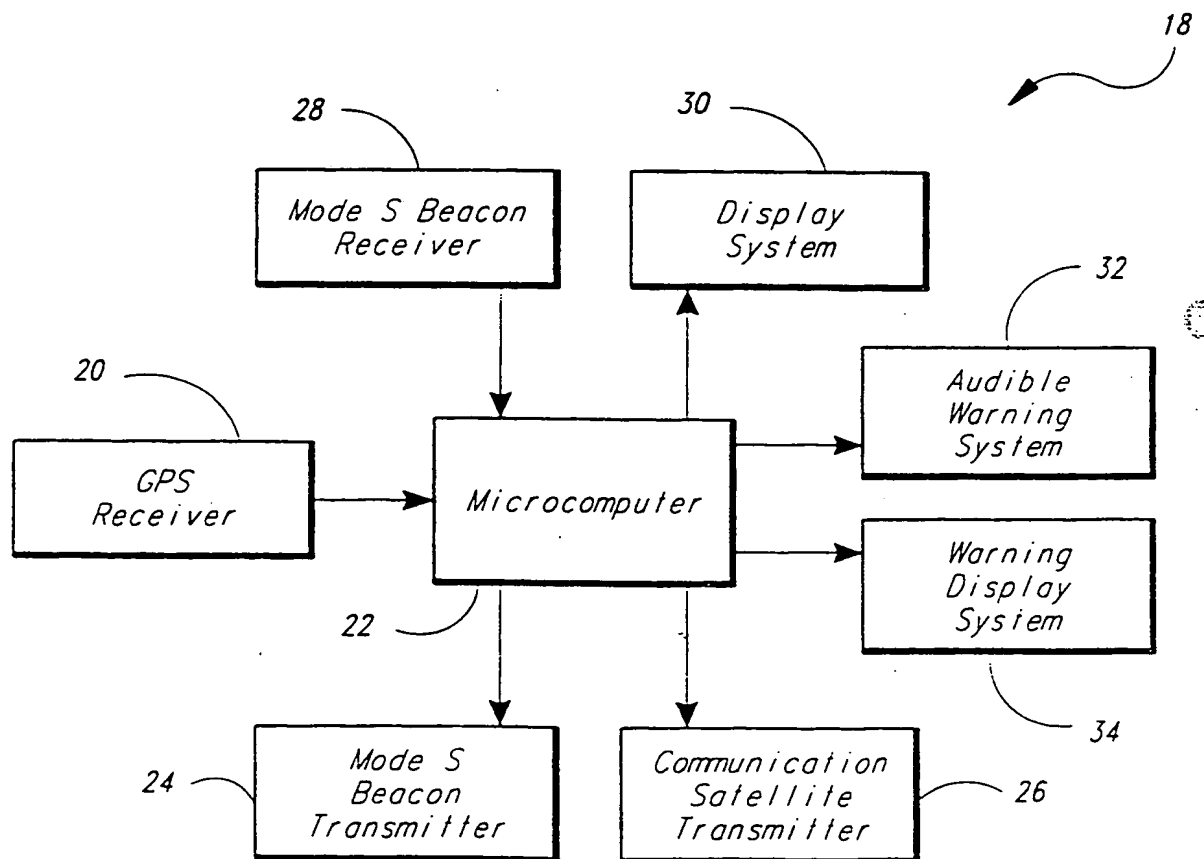 18
28
30
Mode S Beacon
Receiver
Display
System
32
20
Audible
Warning
System
GPS
Receiver
Microcomputer
Warning
Display
System
22
34
24
Mode S
Beacon
Transmitter
Communication
Satellite
Transmitter
26